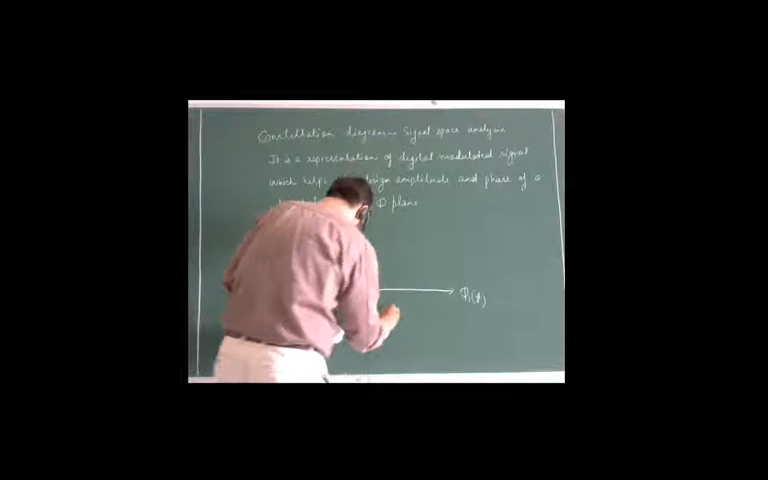 Constellation diagram - Signal space analysis
It is a representation of digital modulated signal
which helps design amplitude and phase of a
D plane
Φ₁(t)